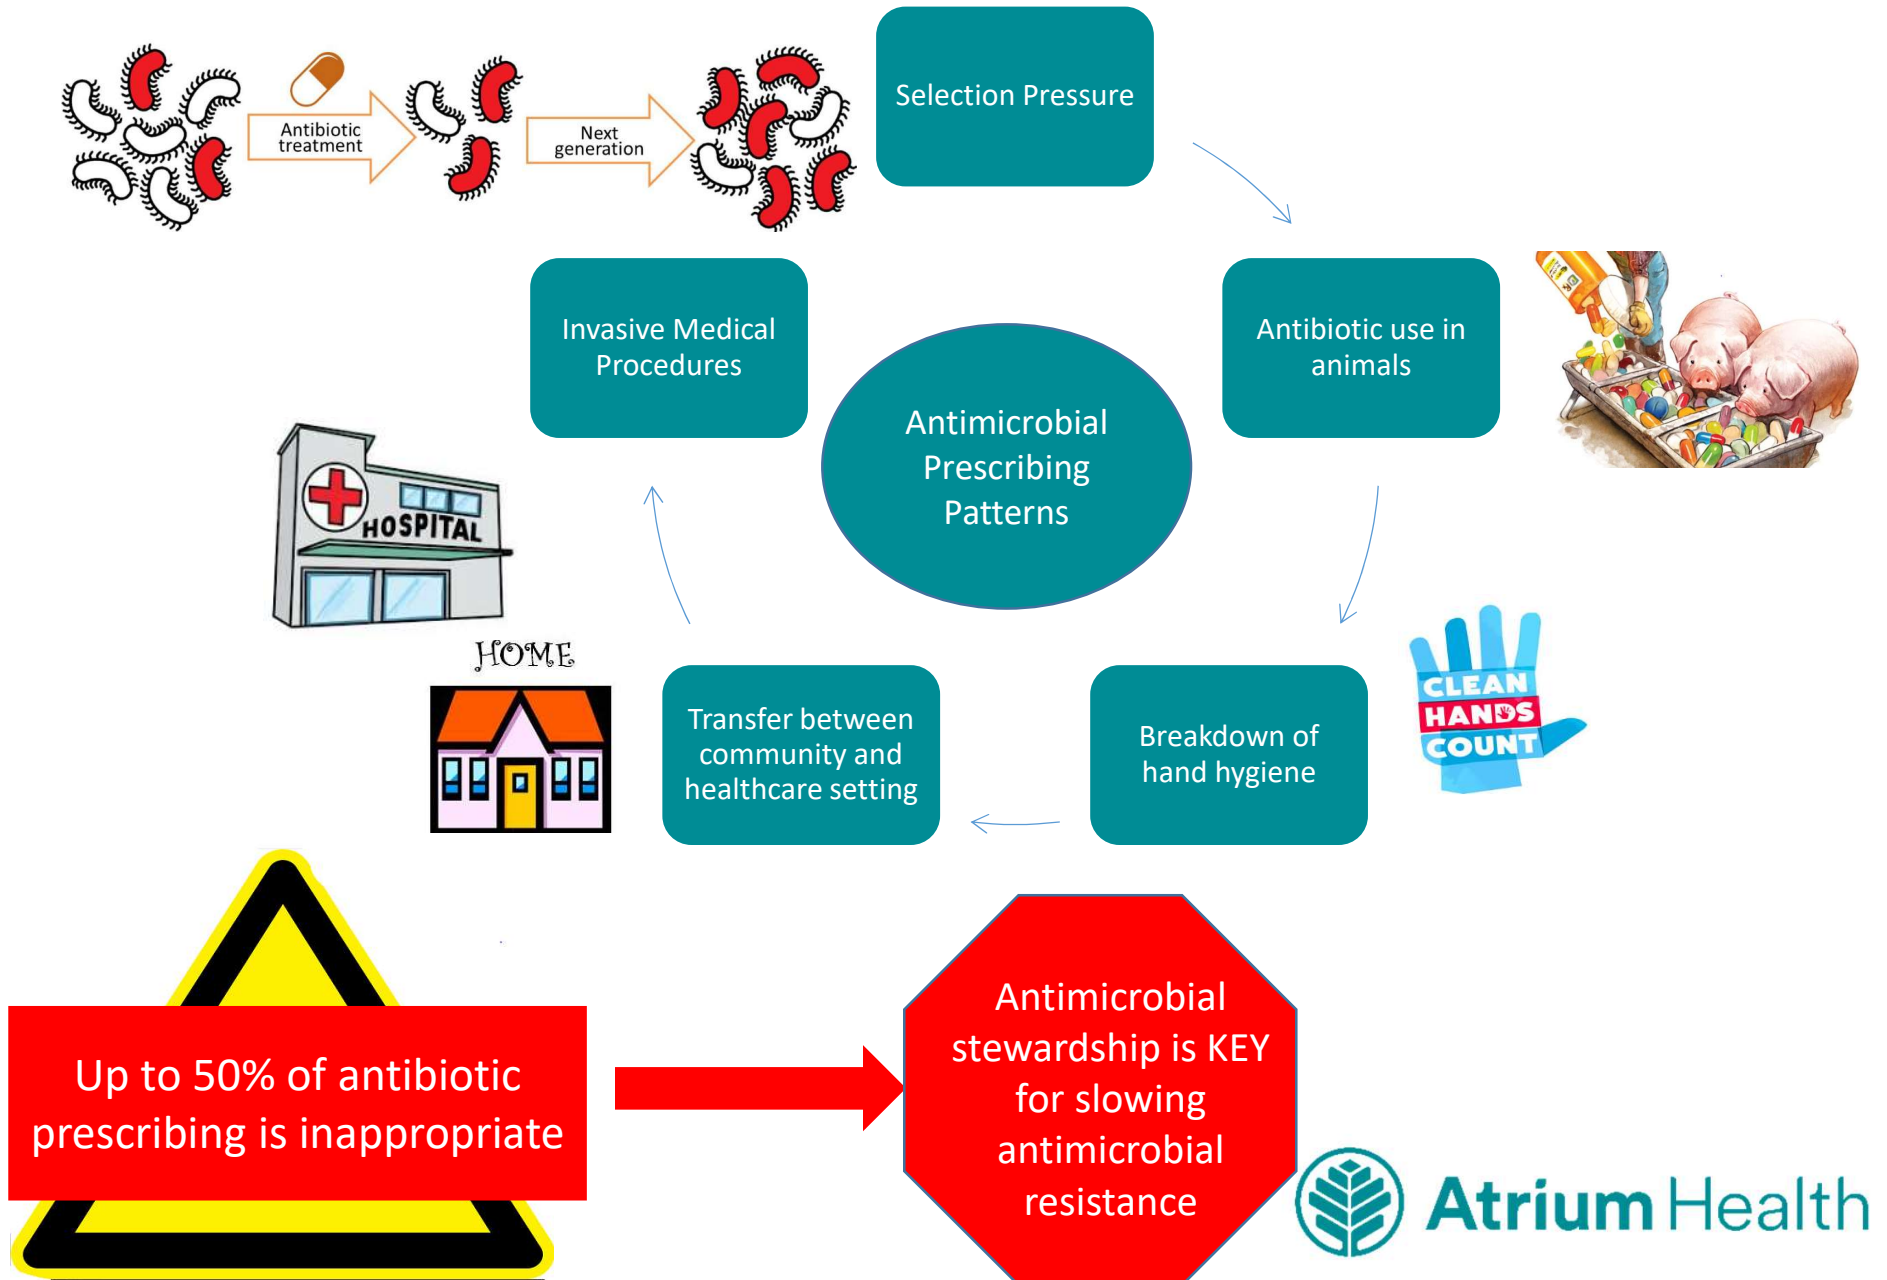 Antibiotic
treatment
Next
generation
Selection Pressure
Invasive Medical
Procedures
Antibiotic use in
animals
Antimicrobial
Prescribing
Patterns
HOSPITAL
HOME
Transfer between
community and
healthcare setting
Breakdown of
hand hygiene
CLEAN
HANDS
COUNT
Up to 50% of antibiotic
prescribing is inappropriate
Antimicrobial
stewardship is KEY
for slowing
antimicrobial
resistance
Atrium Health